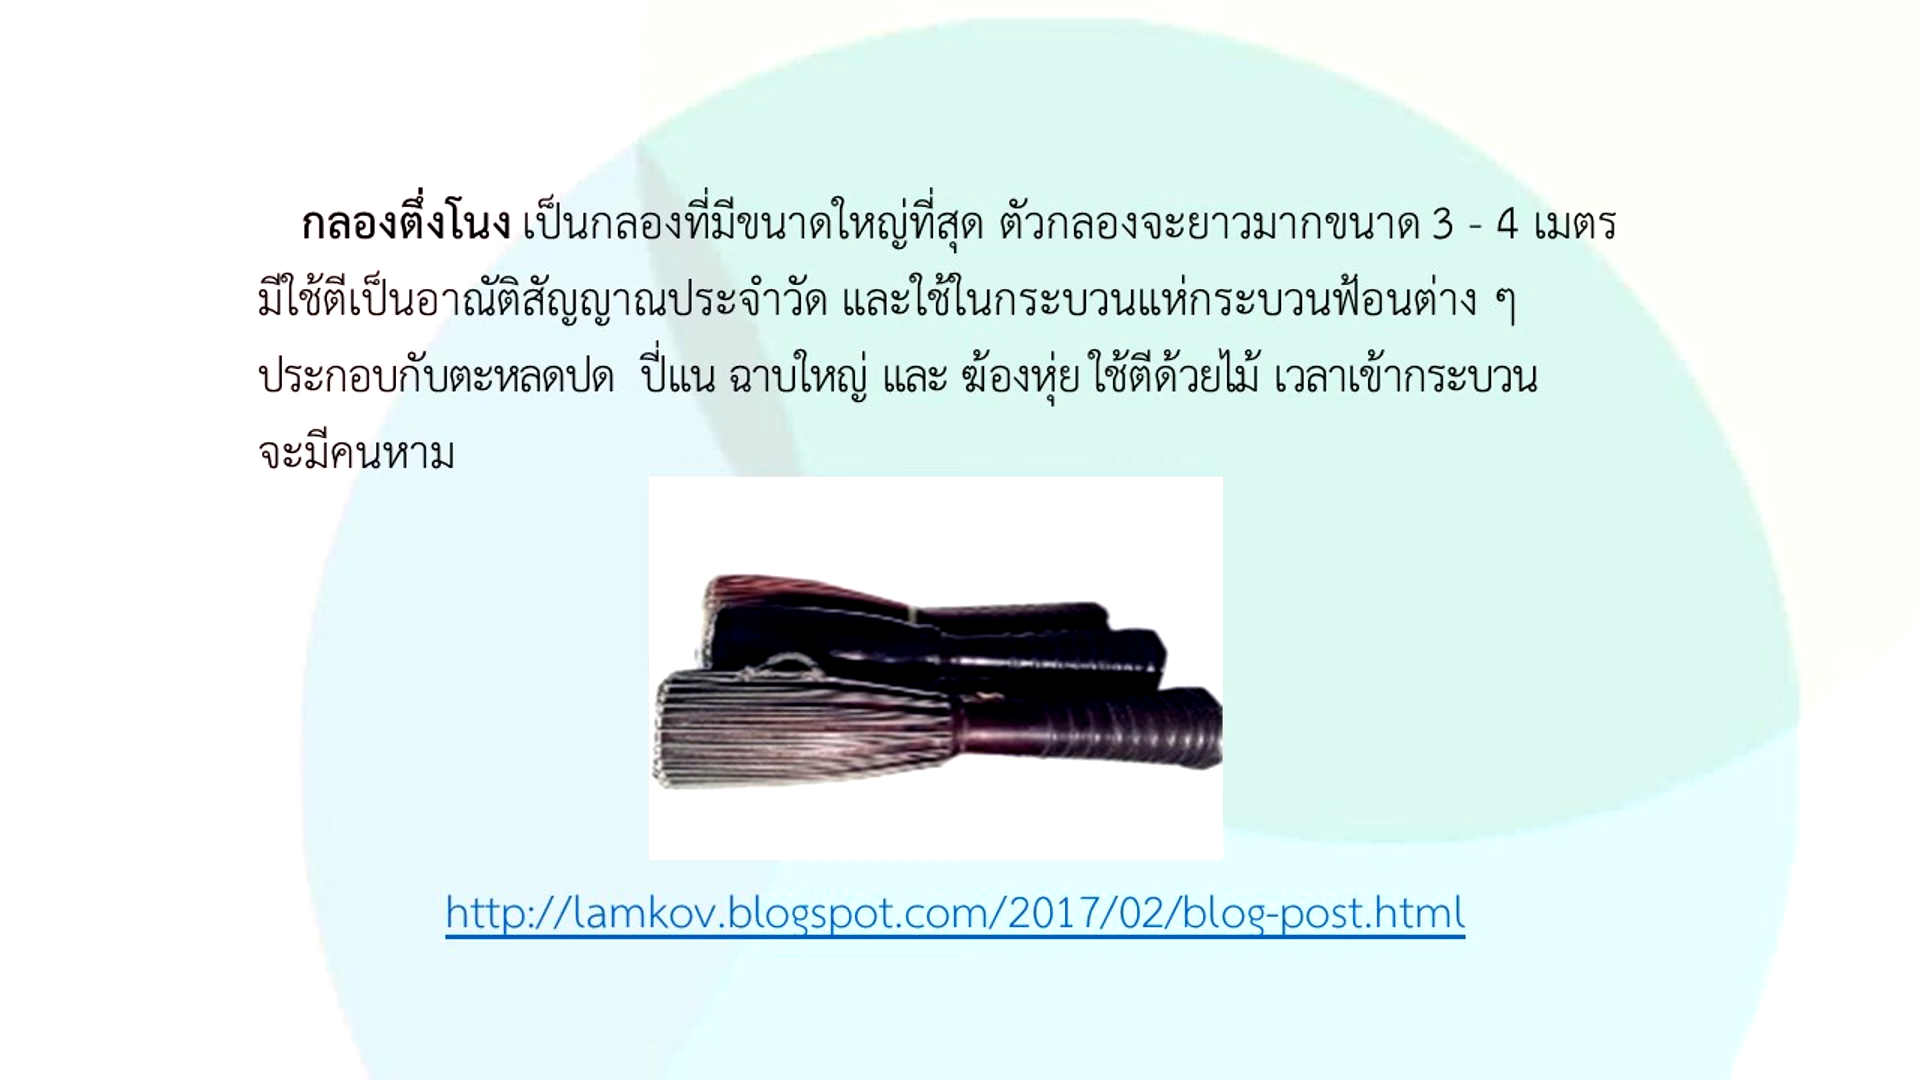 กลองตึ่งโนง เป็นกลองที่มีขนาดใหญ่ที่สุด ตัวกลองจะยาวมากขนาด 3 - 4 เมตร
มีใช้ตีเป็นอาณัติสัญญาณประจำวัด และใช้ในกระบวนแห่กระบวนฟ้อนต่าง ๆ
ประกอบกับตะหลดปด ปี่แน ฉาบใหญ่ และ ฆ้องหุ่ย ใช้ตีด้วยไม้ เวลาเข้ากระบวน
จะมีคนหาม
http://lamkov.blogspot.com/2017/02/blog-post.html